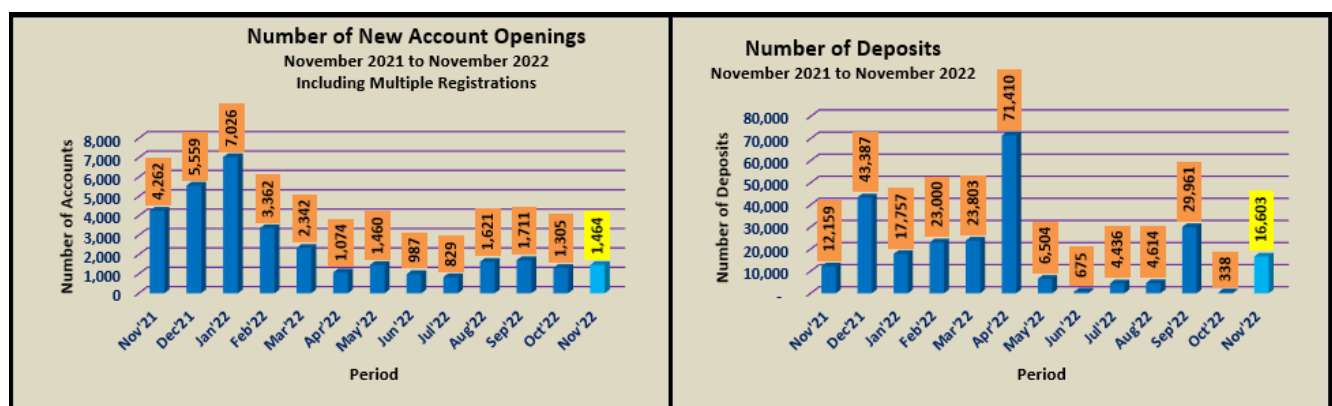 Number of New Account Openings
November 2021 to November 2022
Including Multiple Registrations
Number of Accounts
8,000
7,000
6,000
5,000
4,000
3,000
2,000
1,000
0
4,262
5,559
7,026
3,362
2,342
1,074
1,460
987
829
1,621
1,711
1,305
1,464
Nov'21
Dec'21
Jan'22
Feb'22
Mar'22
Apr'22
May'22
Jun'22
Jul'22
Aug'22
Sep'22
Oct'22
Nov'22
Period
Number of Deposits
November 2021 to November 2022
Number of Deposits
80,000
70,000
60,000
50,000
40,000
30,000
20,000
10,000
-
12,159
43,387
17,757
23,000
23,803
71,410
6,504
675
4,436
4,614
29,961
338
16,603
Nov'21
Dec'21
Jan'22
Feb'22
Mar'22
Apr'22
May'22
Jun'22
Jul'22
Aug'22
Sep'22
Oct'22
Nov'22
Period